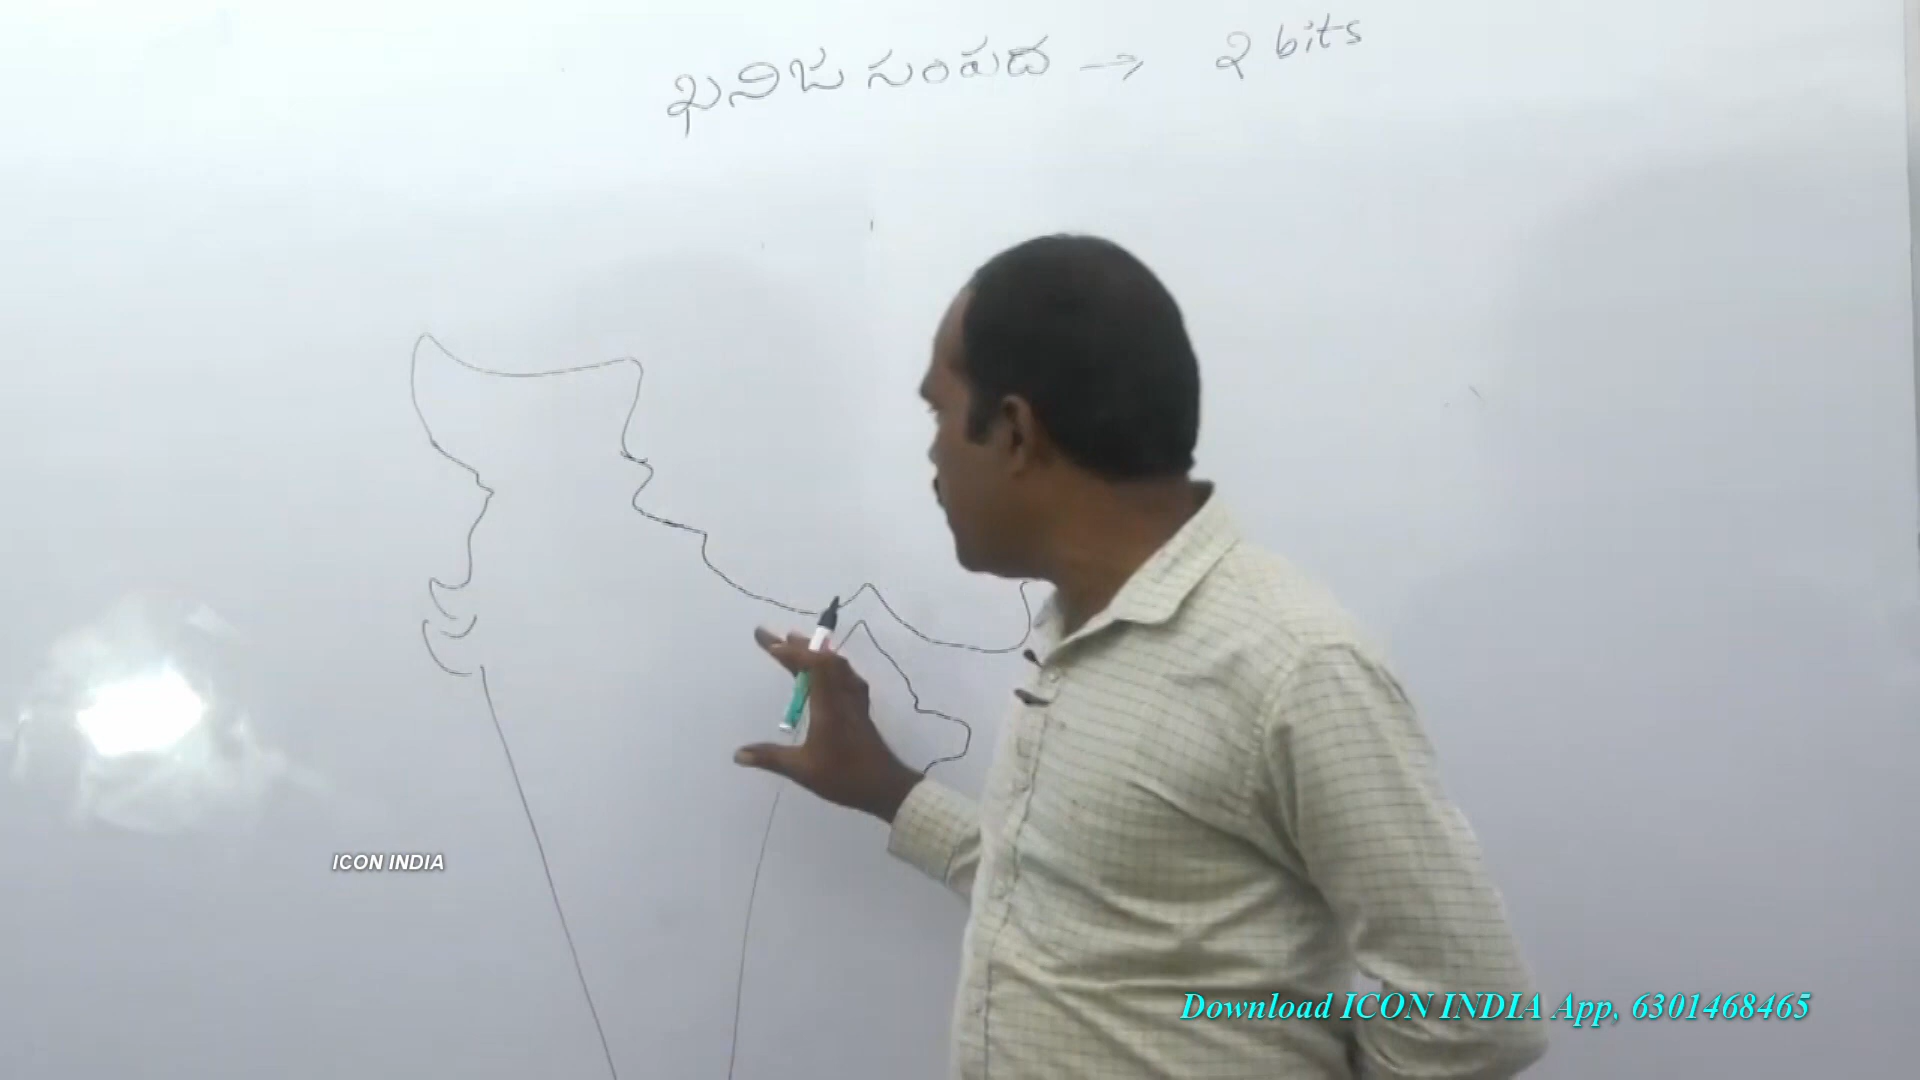 ఖనిజ సంపద → 2 bits
ICON INDIA
Download ICON INDIA App, 6301468465